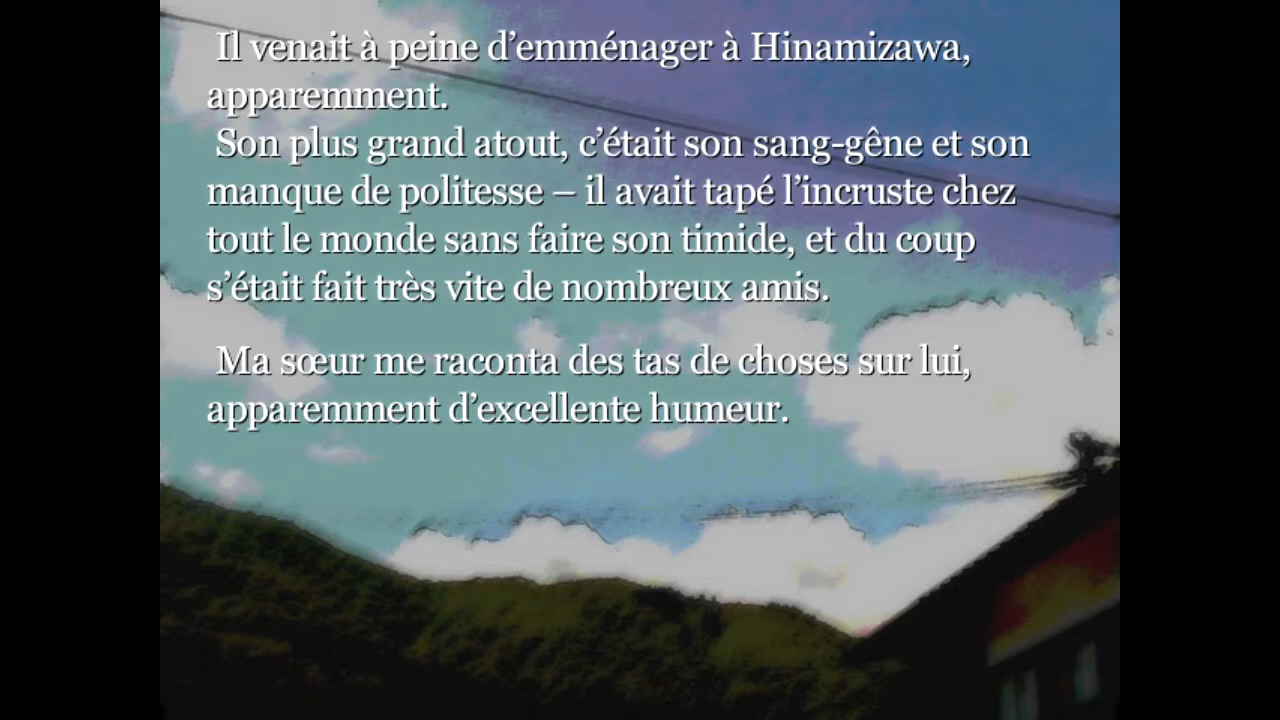 Il venait à peine d’emménager à Hinamizawa,
apparemment.
Son plus grand atout, c’était son sang-gêne et son
manque de politesse – il avait tapé l’incruste chez
tout le monde sans faire son timide, et du coup
s’était fait très vite de nombreux amis.
Ma sœur me raconta des tas de choses sur lui,
apparemment d’excellente humeur.